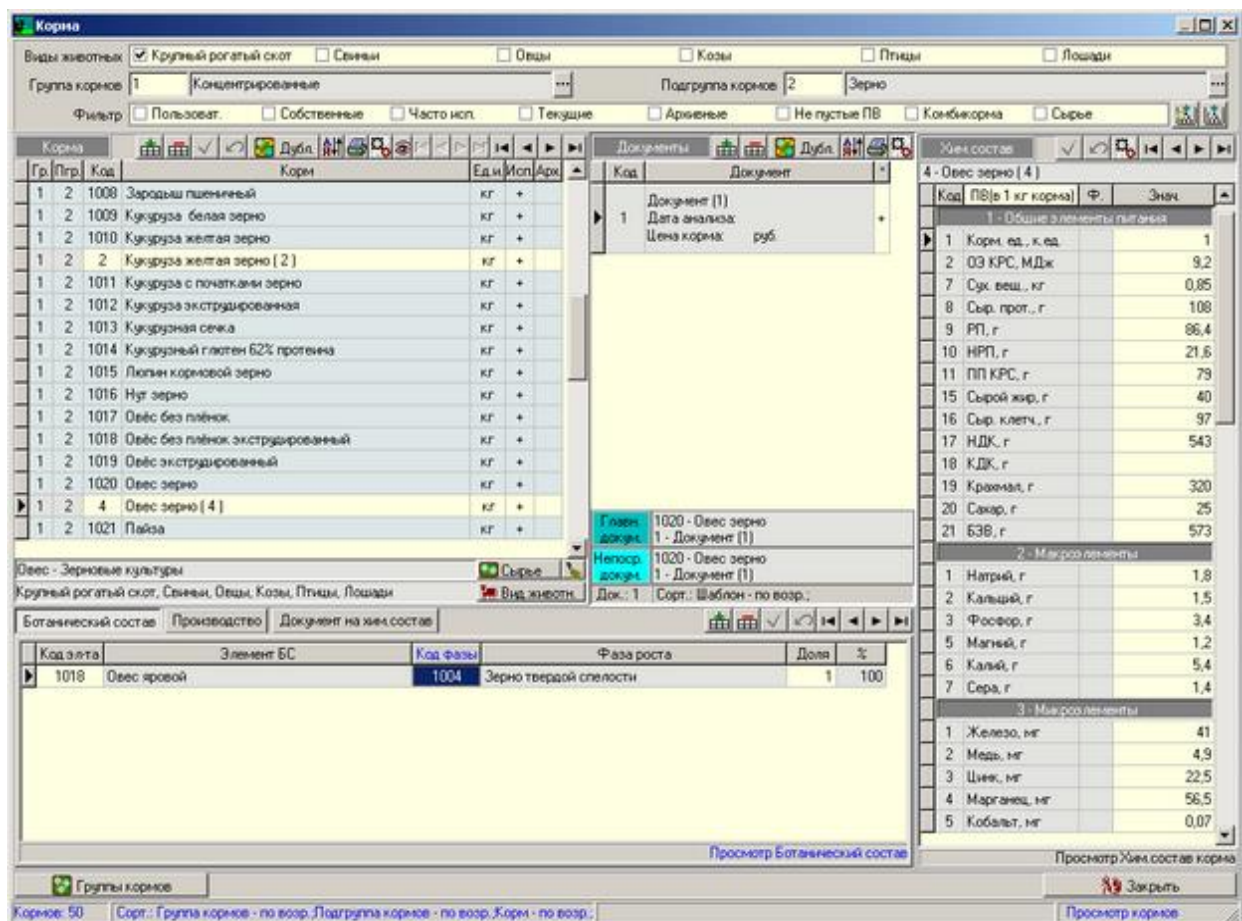 Корма
Виды животных Крупный рогатый скот Свиньи Овцы Козы Птицы Лошади
Группа кормов 1 Концентрированные ... Подгруппа кормов 2 Зерно ...
Фильтр Пользоват. Собственные Часто исп. Текущие Архивные Не пустые ПВ Комбикорма Сырье
Корма Дубл.
Гр. Пгр. Код Корм Ед.и Исп. Арх.
1 2 1008 Зародыш пшеничный кг +
1 2 1009 Кукуруза белая зерно кг +
1 2 1010 Кукуруза желтая зерно кг +
1 2 2 Кукуруза желтая зерно ( 2 ) кг +
1 2 1011 Кукуруза с початками зерно кг +
1 2 1012 Кукуруза экструдированная кг +
1 2 1013 Кукурузная сечка кг +
1 2 1014 Кукурузный глютен 62% протеина кг +
1 2 1015 Люпин кормовой зерно кг +
1 2 1016 Нут зерно кг +
1 2 1017 Овёс без плёнок кг +
1 2 1018 Овёс без плёнок экструдированный кг +
1 2 1019 Овёс экструдированный кг +
1 2 1020 Овес зерно кг +
1 2 4 Овес зерно ( 4 ) кг +
1 2 1021 Пайза кг +
Овес - Зерновые культуры Сырье
Крупный рогатый скот, Свиньи, Овцы, Козы, Птицы, Лошади Вид животн.
Документы Дубл.
Код Документ *
Документ (1)
1 Дата анализа: +
Цена корма: руб.
Главн. докум. 1020 - Овес зерно
1 - Документ (1)
Непоср. докум. 1020 - Овес зерно
1 - Документ (1)
Док.: 1 Сорт.: Шаблон - по возр.;
Хим.состав
4 - Овес зерно ( 4 )
Код ПВ(в 1 кг корма) Ф. Знач.
1 - Общие элементы питания
1 Корм. ед., к.ед. 1
2 ОЭ КРС, МДж 9,2
7 Сух. вещ., кг 0,85
8 Сыр. прот., г 108
9 РП, г 86,4
10 НРП, г 21,6
11 ПП КРС, г 79
15 Сырой жир, г 40
16 Сыр. клетч., г 97
17 НДК, г 543
18 КДК, г
19 Крахмал, г 320
20 Сахар, г 25
21 БЭВ, г 573
2 - Макроэлементы
1 Натрий, г 1,8
2 Кальций, г 1,5
3 Фосфор, г 3,4
5 Магний, г 1,2
6 Калий, г 5,4
7 Сера, г 1,4
3 - Микроэлементы
1 Железо, мг 41
2 Медь, мг 4,9
3 Цинк, мг 22,5
4 Марганец, мг 56,5
5 Кобальт, мг 0,07
Просмотр Хим.состав корма
Ботанический состав Производство Документ на хим.состав
Код эл-та Элемент БС Код фазы Фаза роста Доля %
1018 Овес яровой 1004 Зерно твердой спелости 1 100
Просмотр Ботанический состав
Группы кормов Закрыть
Кормов: 50 Сорт.: Группа кормов - по возр.;Подгруппа кормов - по возр.;Корм - по возр.; Просмотр кормов